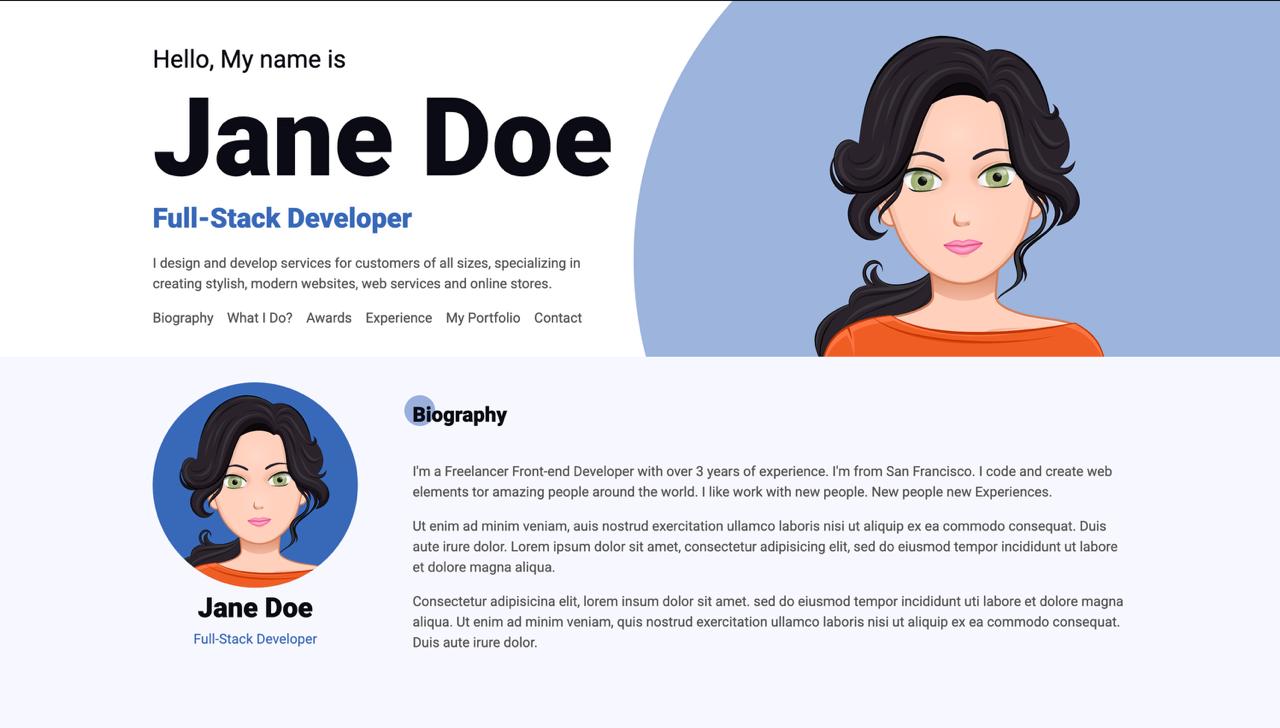 Hello, My name is
Jane Doe
Full-Stack Developer
I design and develop services for customers of all sizes, specializing in
creating stylish, modern websites, web services and online stores.
Biography What I Do? Awards Experience My Portfolio Contact
Jane Doe
Full-Stack Developer
Biography
I'm a Freelancer Front-end Developer with over 3 years of experience. I'm from San Francisco. I code and create web
elements tor amazing people around the world. I like work with new people. New people new Experiences.
Ut enim ad minim veniam, auis nostrud exercitation ullamco laboris nisi ut aliquip ex ea commodo consequat. Duis
aute irure dolor. Lorem ipsum dolor sit amet, consectetur adipisicing elit, sed do eiusmod tempor incididunt ut labore
et dolore magna aliqua.
Consectetur adipisicina elit, lorem insum dolor sit amet. sed do eiusmod tempor incididunt uti labore et dolore magna
aliqua. Ut enim ad minim veniam, quis nostrud exercitation ullamco laboris nisi ut aliquip ex ea commodo consequat.
Duis aute irure dolor.